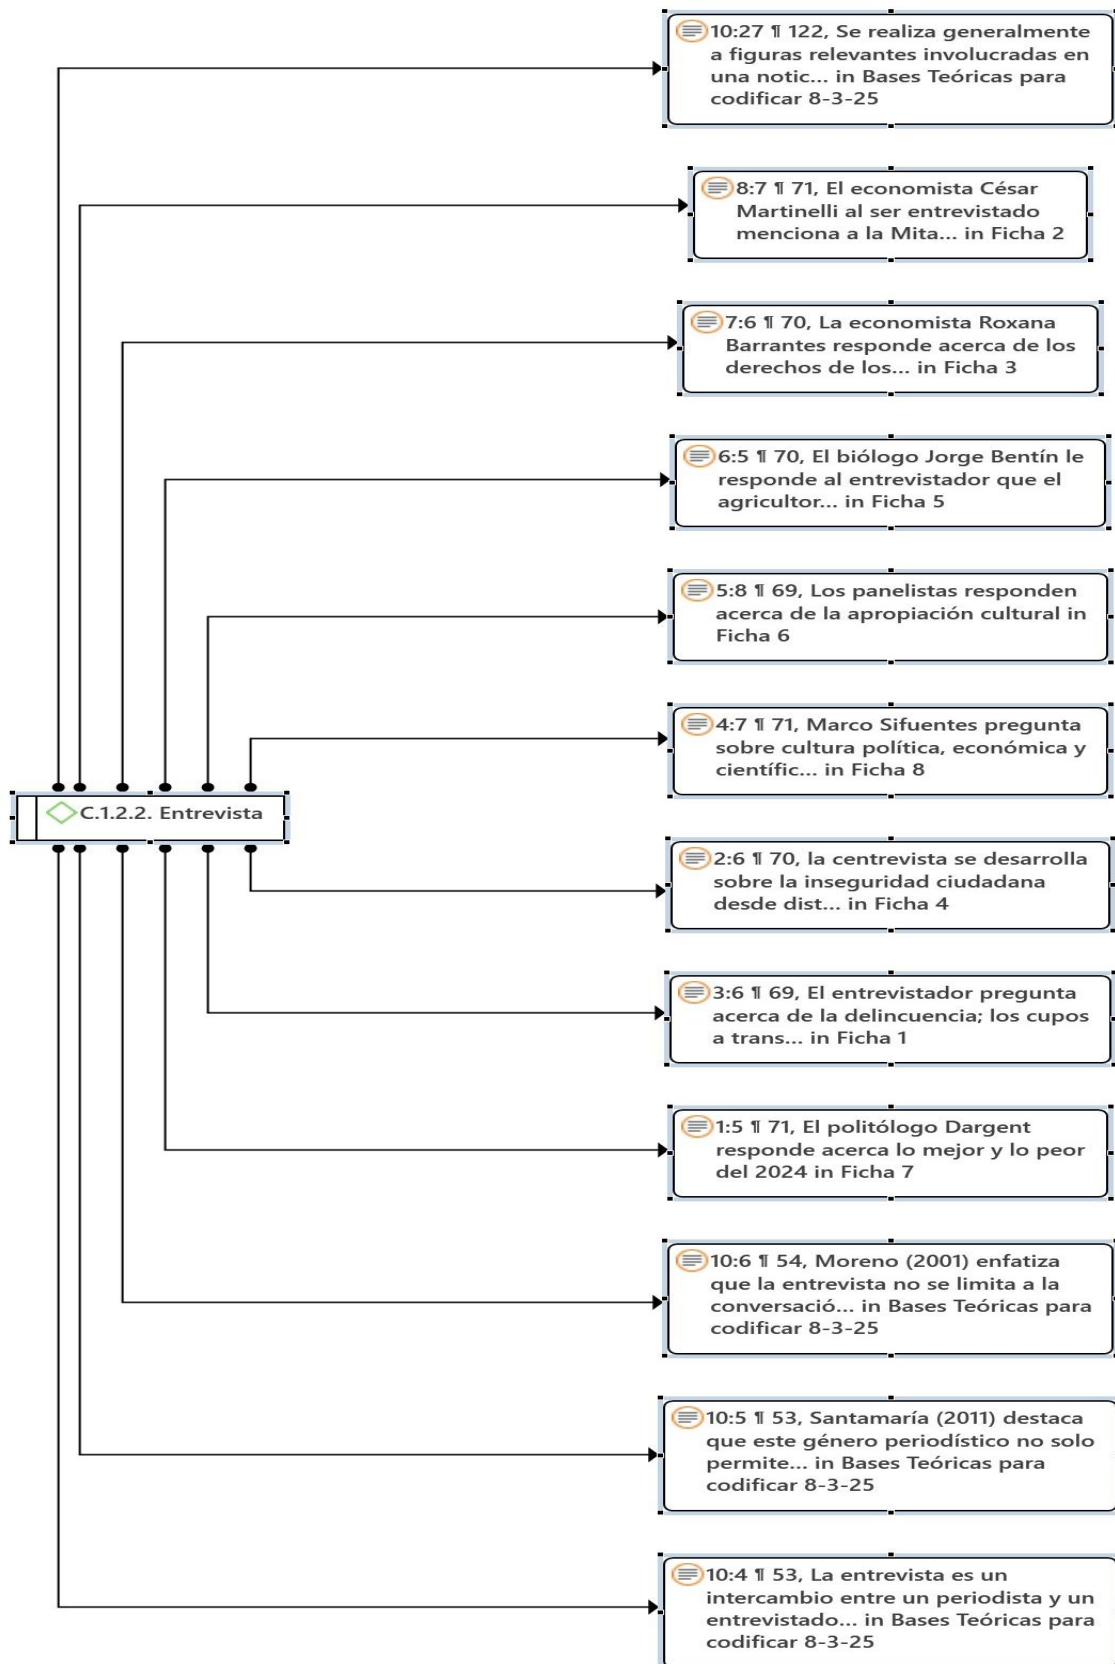 10:27 ¶ 122, Se realiza generalmente
a figuras relevantes involucradas en
una notic... in Bases Teóricas para
codificar 8-3-25
8:7 ¶ 71, El economista César
Martinelli al ser entrevistado
menciona a la Mita... in Ficha 2
7:6 ¶ 70, La economista Roxana
Barrantes responde acerca de los
derechos de los... in Ficha 3
6:5 ¶ 70, El biólogo Jorge Bentín le
responde al entrevistador que el
agricultor... in Ficha 5
5:8 ¶ 69, Los panelistas responden
acerca de la apropiación cultural in
Ficha 6
4:7 ¶ 71, Marco Sifuentes pregunta
sobre cultura política, económica y
científic... in Ficha 8
C.1.2.2. Entrevista
2:6 ¶ 70, la centrevista se desarrolla
sobre la inseguridad ciudadana
desde dist... in Ficha 4
3:6 ¶ 69, El entrevistador pregunta
acerca de la delincuencia; los cupos
a trans... in Ficha 1
1:5 ¶ 71, El politólogo Dargent
responde acerca lo mejor y lo peor
del 2024 in Ficha 7
10:6 ¶ 54, Moreno (2001) enfatiza
que la entrevista no se limita a la
conversació... in Bases Teóricas para
codificar 8-3-25
10:5 ¶ 53, Santamaría (2011) destaca
que este género periodístico no solo
permite... in Bases Teóricas para
codificar 8-3-25
10:4 ¶ 53, La entrevista es un
intercambio entre un periodista y un
entrevistado... in Bases Teóricas para
codificar 8-3-25